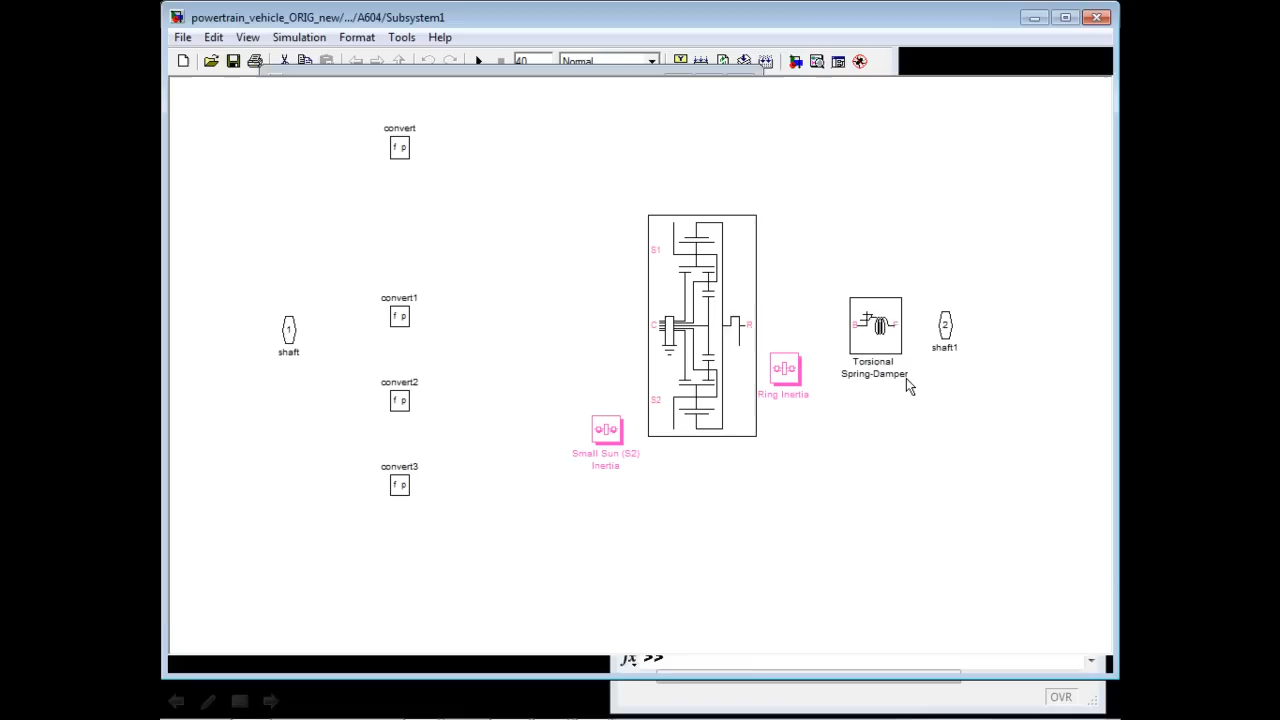 powertrain_vehicle_ORIG_new/.../A604/Subsystem1
File Edit View Simulation Format Tools Help
40
Normal
convert
f p
S1
convert1
f p
1
shaft
C
R
B
F
2
shaft1
Torsional
Spring-Damper
convert2
f p
Ring Inertia
S2
Small Sun (S2)
Inertia
convert3
f p
fx >>
OVR